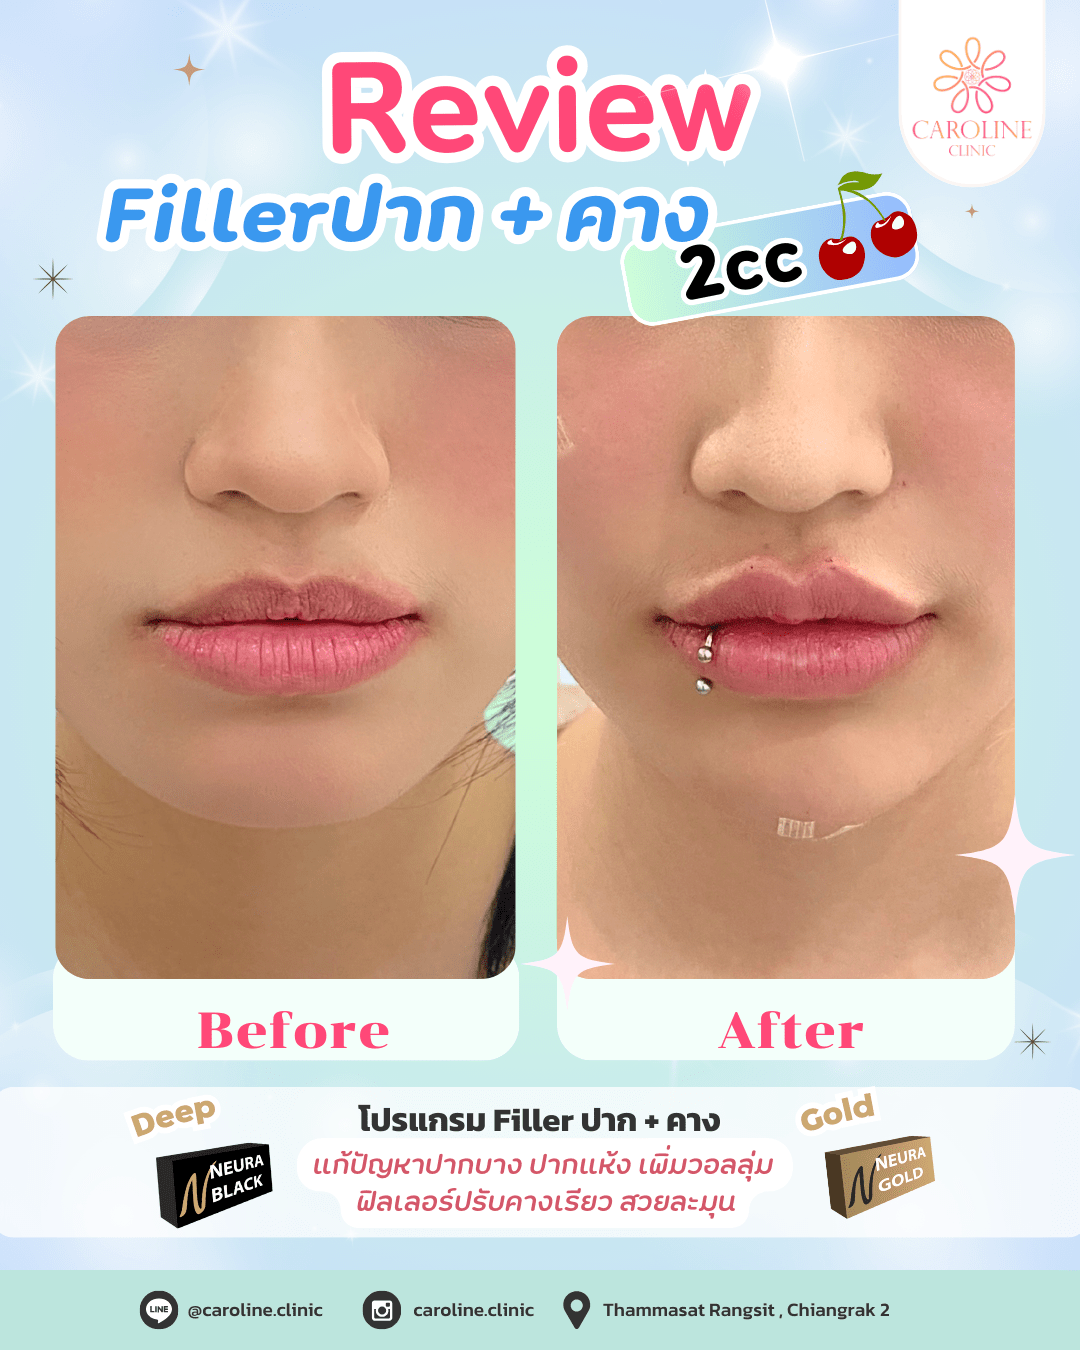 Review
CAROLINE
CLINIC
Fillerปาก + คาง
2cc
Before
After
Deep
NEURA
BLACK
โปรแกรม Filler ปาก + คาง
แก้ปัญหาปากบาง ปากแห้ง เพิ่มวอลลุ่ม
ฟิลเลอร์ปรับคางเรียว สวยละมุน
Gold
NEURA
GOLD
LINE
@caroline.clinic
caroline.clinic
Thammasat Rangsit , Chiangrak 2